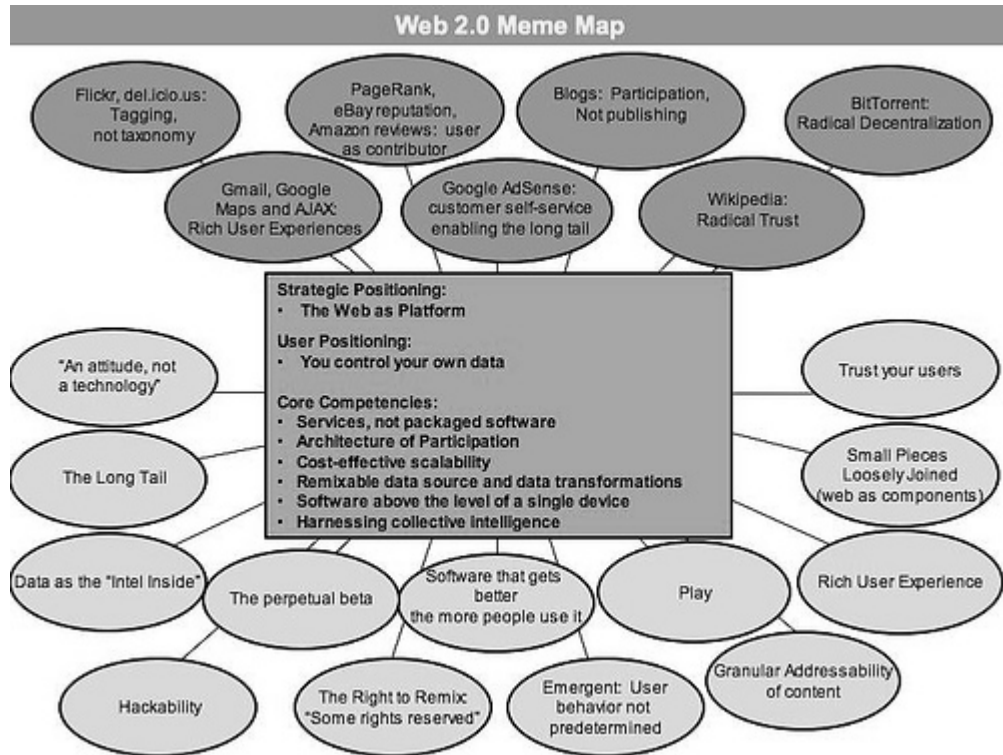 Web 2.0 Meme Map
Flickr, del.icio.us:
Tagging,
not taxonomy
PageRank,
eBay reputation,
Amazon reviews: user
as contributor
Blogs: Participation,
Not publishing
BitTorrent:
Radical Decentralization
Gmail, Google
Maps and AJAX:
Rich User Experiences
Google AdSense:
customer self-service
enabling the long tail
Wikipedia:
Radical Trust
Strategic Positioning:
• The Web as Platform
User Positioning:
• You control your own data
Core Competencies:
• Services, not packaged software
• Architecture of Participation
• Cost-effective scalability
• Remixable data source and data transformations
• Software above the level of a single device
• Harnessing collective intelligence
"An attitude, not
a technology"
Trust your users
The Long Tail
Small Pieces
Loosely Joined
(web as components)
Data as the "Intel Inside"
The perpetual beta
Software that gets
better
the more people use it
Play
Rich User Experience
Hackability
The Right to Remix:
"Some rights reserved"
Emergent: User
behavior not
predetermined
Granular Addressability
of content